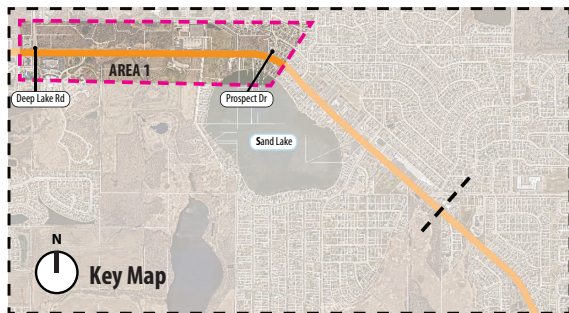 AREA 1
Deep Lake Rd
Prospect Dr
Sand Lake
N
Key Map